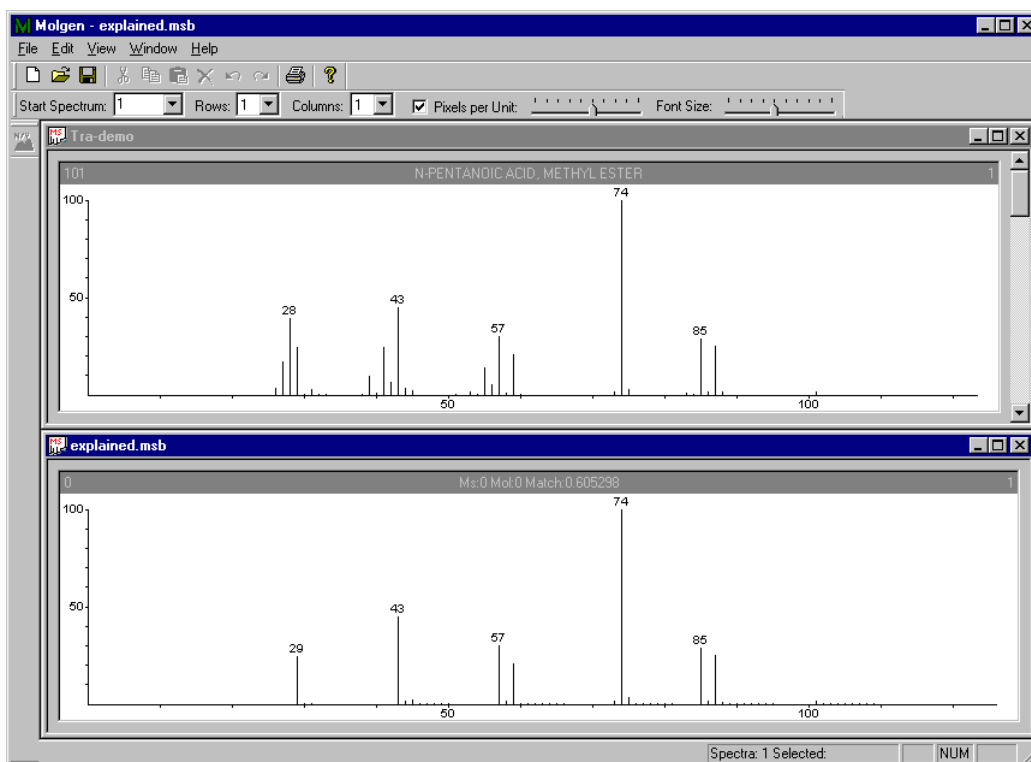 Molgen - explained.msb
File Edit View Window Help
Start Spectrum: 1 Rows: 1 Columns: 1 Pixels per Unit: Font Size:
Tra-demo
101 N-PENTANOIC ACID, METHYL ESTER 1
74
100
50
43
28
57
85
50 100
explained.msb
0 Ms:0 Mol:0 Match:0.605298 1
74
100
50
43
57
85
29
50 100
Spectra: 1 Selected: NUM